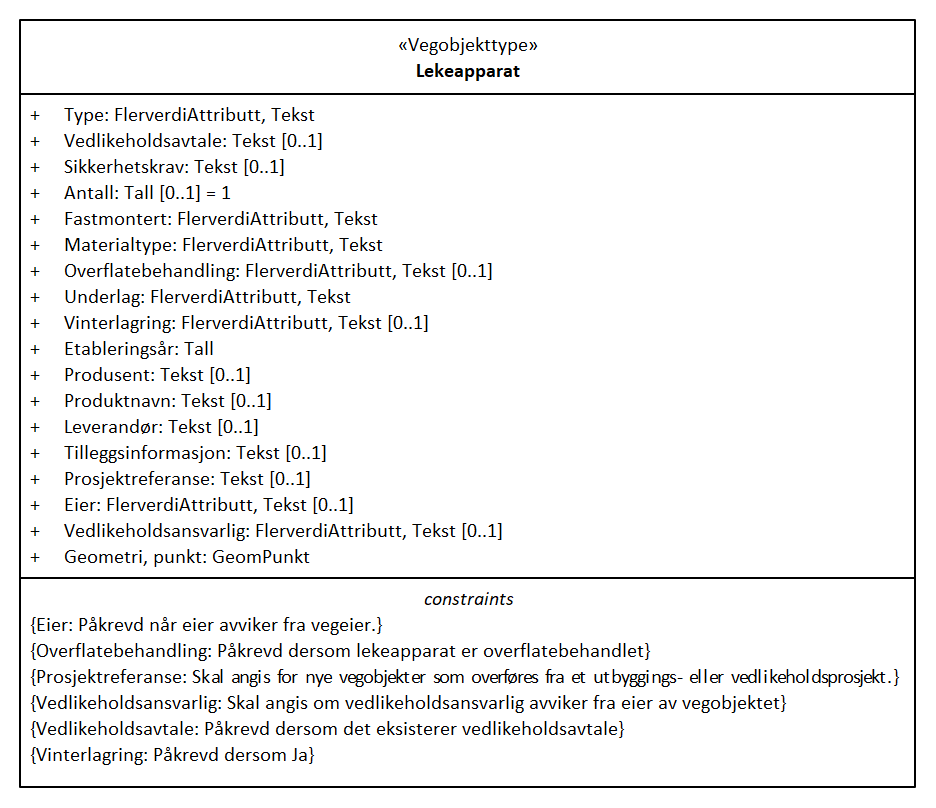 «Vegobjekttype»
Lekeapparat
+ Type: FlerverdiAttributt, Tekst
+ Vedlikeholdsavtale: Tekst [0..1]
+ Sikkerhetskrav: Tekst [0..1]
+ Antall: Tall [0..1] = 1
+ Fastmontert: FlerverdiAttributt, Tekst
+ Materialtype: FlerverdiAttributt, Tekst
+ Overflatebehandling: FlerverdiAttributt, Tekst [0..1]
+ Underlag: FlerverdiAttributt, Tekst
+ Vinterlagring: FlerverdiAttributt, Tekst [0..1]
+ Etableringsår: Tall
+ Produsent: Tekst [0..1]
+ Produktnavn: Tekst [0..1]
+ Leverandør: Tekst [0..1]
+ Tilleggsinformasjon: Tekst [0..1]
+ Prosjektreferanse: Tekst [0..1]
+ Eier: FlerverdiAttributt, Tekst [0..1]
+ Vedlikeholdsansvarlig: FlerverdiAttributt, Tekst [0..1]
+ Geometri, punkt: GeomPunkt
constraints
{Eier: Påkrevd når eier avviker fra vegeier.}
{Overflatebehandling: Påkrevd dersom lekeapparat er overflatebehandlet}
{Prosjektreferanse: Skal angis for nye vegobjekter som overføres fra et utbyggings- eller vedlikeholdsprosjekt.}
{Vedlikeholdsansvarlig: Skal angis om vedlikeholdsansvarlig avviker fra eier av vegobjektet}
{Vedlikeholdsavtale: Påkrevd dersom det eksisterer vedlikeholdsavtale}
{Vinterlagring: Påkrevd dersom Ja}